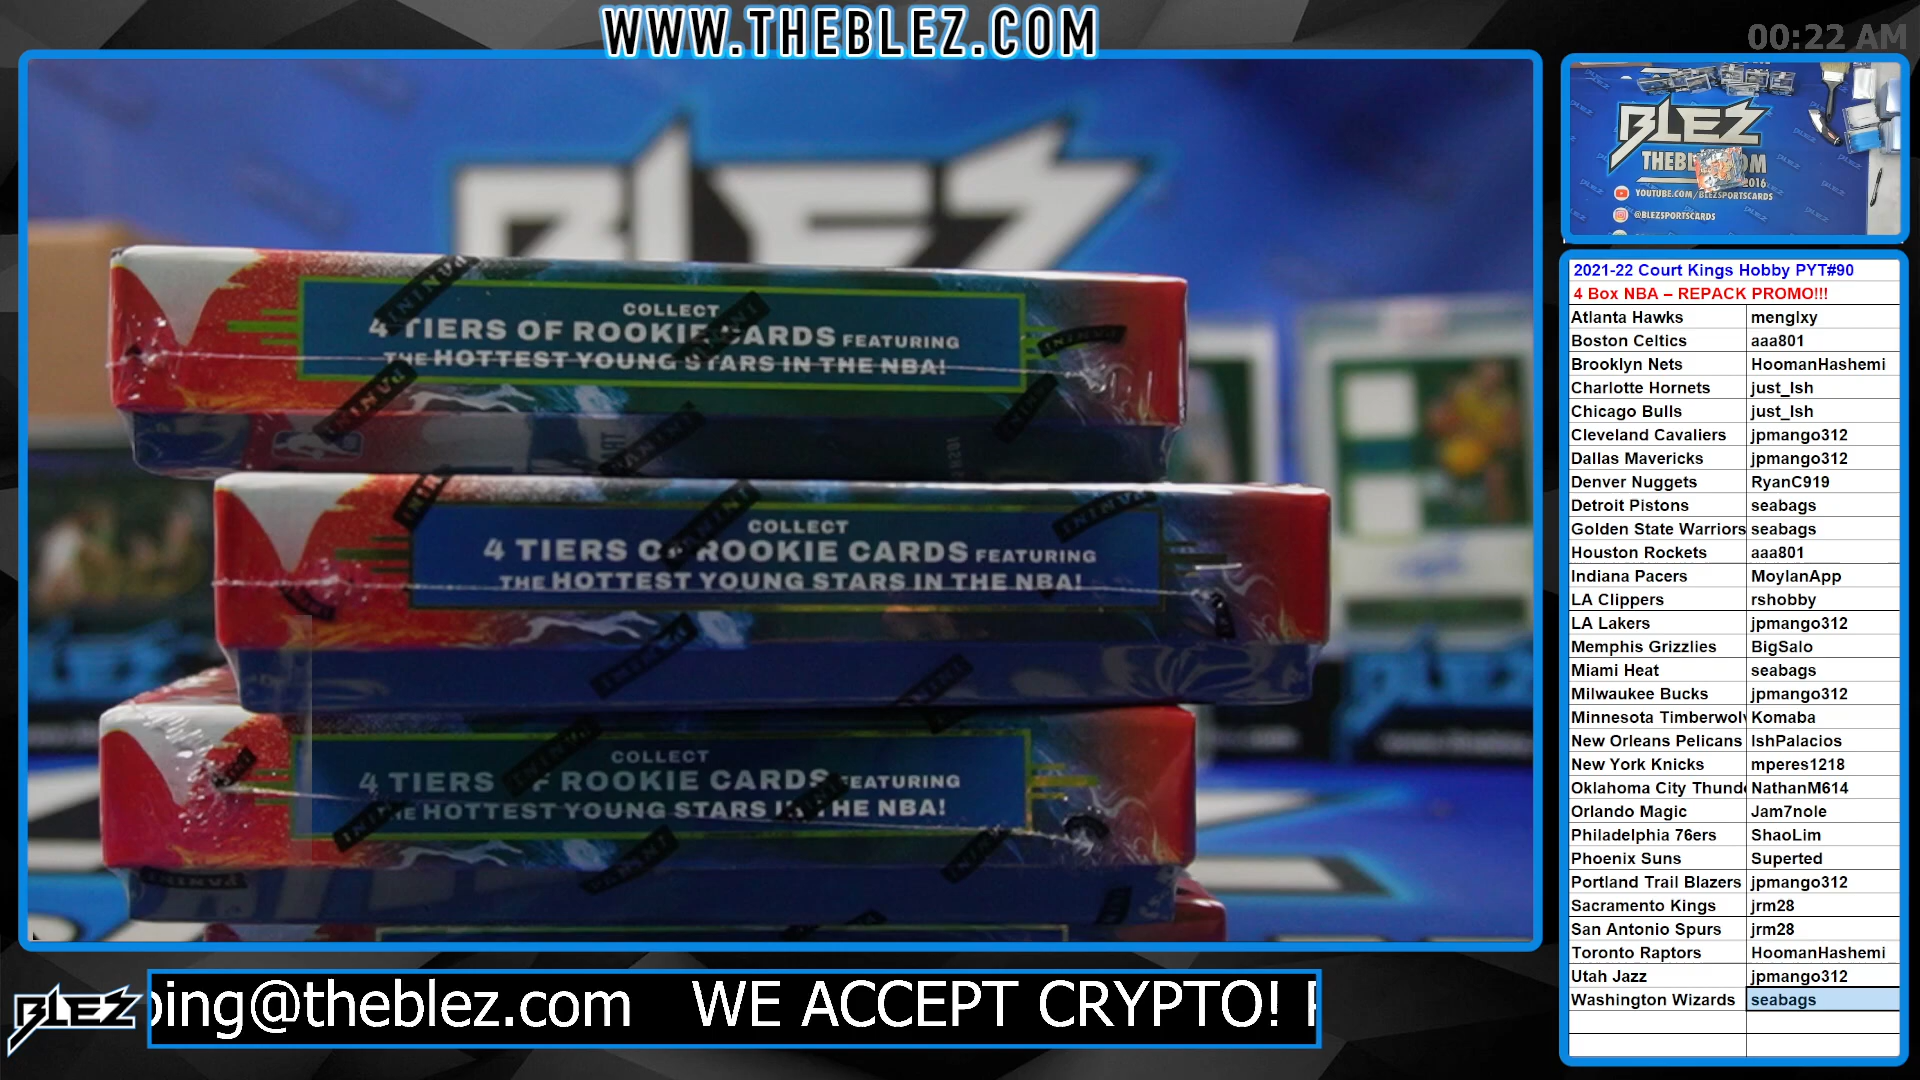 WWW.THEBLEZ.COM
00:22 AM
BLEZ
COLLECT
4 TIERS OF ROOKIE CARDS FEATURING
THE HOTTEST YOUNG STARS IN THE NBA!
COLLECT
4 TIERS OF ROOKIE CARDS FEATURING
THE HOTTEST YOUNG STARS IN THE NBA!
COLLECT
4 TIERS OF ROOKIE CARDS FEATURING
THE HOTTEST YOUNG STARS IN THE NBA!
BLEZ
YOUTUBE.COM/BLEZSPORTSCARDS
@BLEZSPORTSCARDS
2021-22 Court Kings Hobby PYT#90
4 Box NBA – REPACK PROMO!!!
Atlanta Hawks menglxy
Boston Celtics aaa801
Brooklyn Nets HoomanHashemi
Charlotte Hornets just_Ish
Chicago Bulls just_Ish
Cleveland Cavaliers jpmango312
Dallas Mavericks jpmango312
Denver Nuggets RyanC919
Detroit Pistons seabags
Golden State Warriors seabags
Houston Rockets aaa801
Indiana Pacers MoylanApp
LA Clippers rshobby
LA Lakers jpmango312
Memphis Grizzlies BigSalo
Miami Heat seabags
Milwaukee Bucks jpmango312
Minnesota Timberwol Komaba
New Orleans Pelicans IshPalacios
New York Knicks mperes1218
Oklahoma City Thund NathanM614
Orlando Magic Jam7nole
Philadelphia 76ers ShaoLim
Phoenix Suns Superted
Portland Trail Blazers jpmango312
Sacramento Kings jrm28
San Antonio Spurs jrm28
Toronto Raptors HoomanHashemi
Utah Jazz jpmango312
Washington Wizards seabags
BLEZ
ping@theblez.com WE ACCEPT CRYPTO!